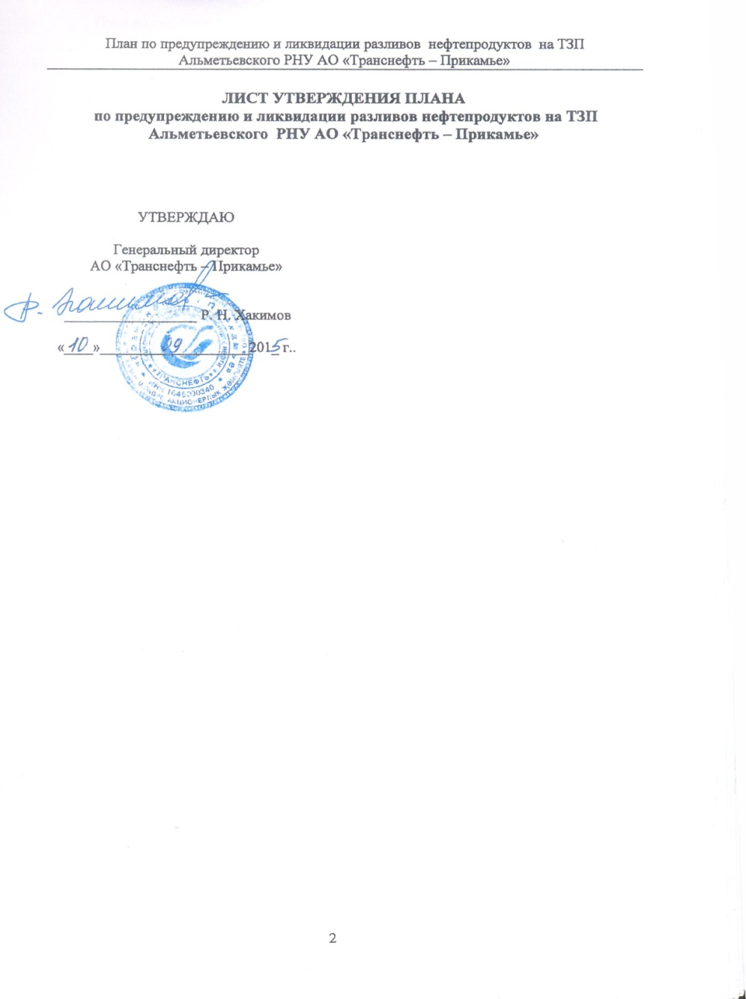 План по предупреждению и ликвидации разливов нефтепродуктов на ТЗП
Альметьевского РНУ АО «Транснефть – Прикамье»
ЛИСТ УТВЕРЖДЕНИЯ ПЛАНА
по предупреждению и ликвидации разливов нефтепродуктов на ТЗП
Альметьевского РНУ АО «Транснефть – Прикамье»
УТВЕРЖДАЮ
Генеральный директор
АО «Транснефть – Прикамье»
Р. Н. Хакимов
«10» 09 2015 г..
«ТРАНСНЕФТЬ»
ИНН 1645000340
2